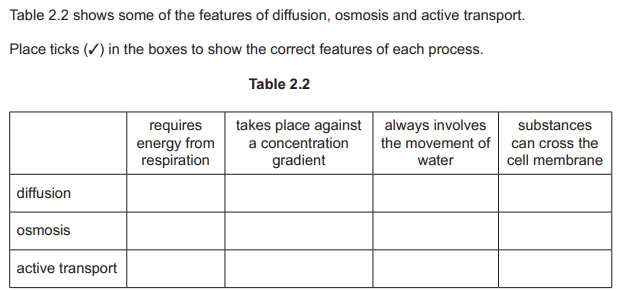 Table 2.2 shows some of the features of diffusion, osmosis and active transport.
Place ticks (✓) in the boxes to show the correct features of each process.
Table 2.2
requires energy from respiration
takes place against a concentration gradient
always involves the movement of water
substances can cross the cell membrane
diffusion
osmosis
active transport